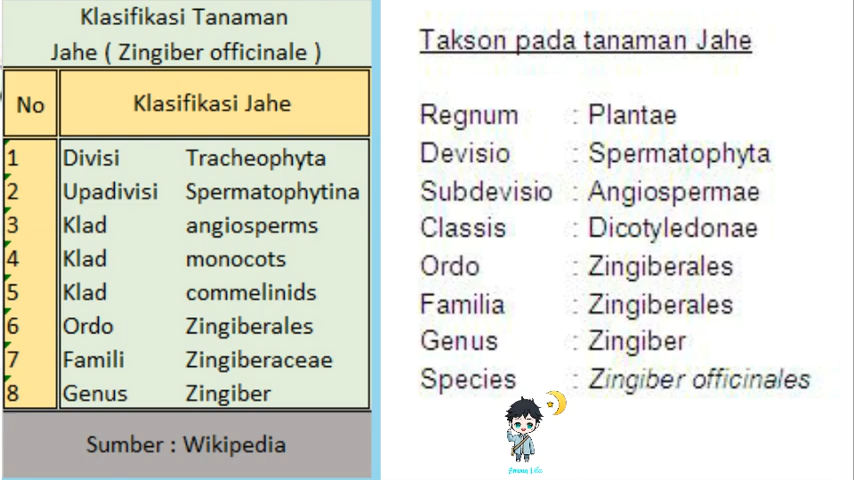 Klasifikasi Tanaman
Jahe ( Zingiber officinale )
No Klasifikasi Jahe
1 Divisi Tracheophyta
2 Upadivisi Spermatophytina
3 Klad angiosperms
4 Klad monocots
5 Klad commelinids
6 Ordo Zingiberales
7 Famili Zingiberaceae
8 Genus Zingiber
Sumber : Wikipedia
Takson pada tanaman Jahe
Regnum : Plantae
Devisio : Spermatophyta
Subdevisio : Angiospermae
Classis : Dicotyledonae
Ordo : Zingiberales
Familia : Zingiberales
Genus : Zingiber
Species : Zingiber officinales